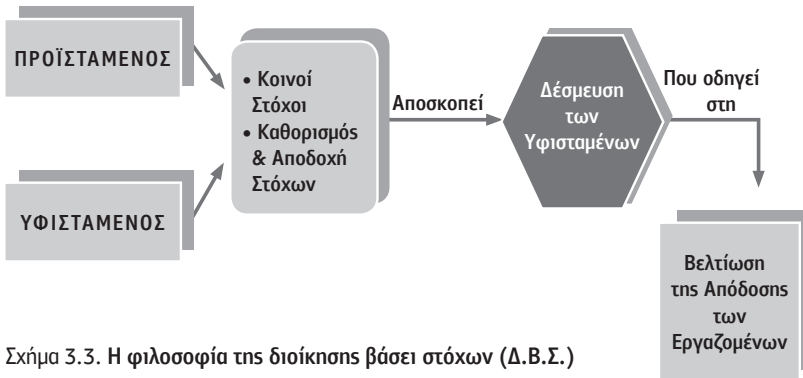 ΠΡΟΪΣΤΑΜΕΝΟΣ
ΥΦΙΣΤΑΜΕΝΟΣ
• Κοινοί
Στόχοι
• Καθορισμός
& Αποδοχή
Στόχων
Αποσκοπεί
Δέσμευση
των
Υφισταμένων
Που οδηγεί
στη
Βελτίωση
της Απόδοσης
των
Εργαζομένων
Σχήμα 3.3. Η φιλοσοφία της διοίκησης βάσει στόχων (Δ.Β.Σ.)